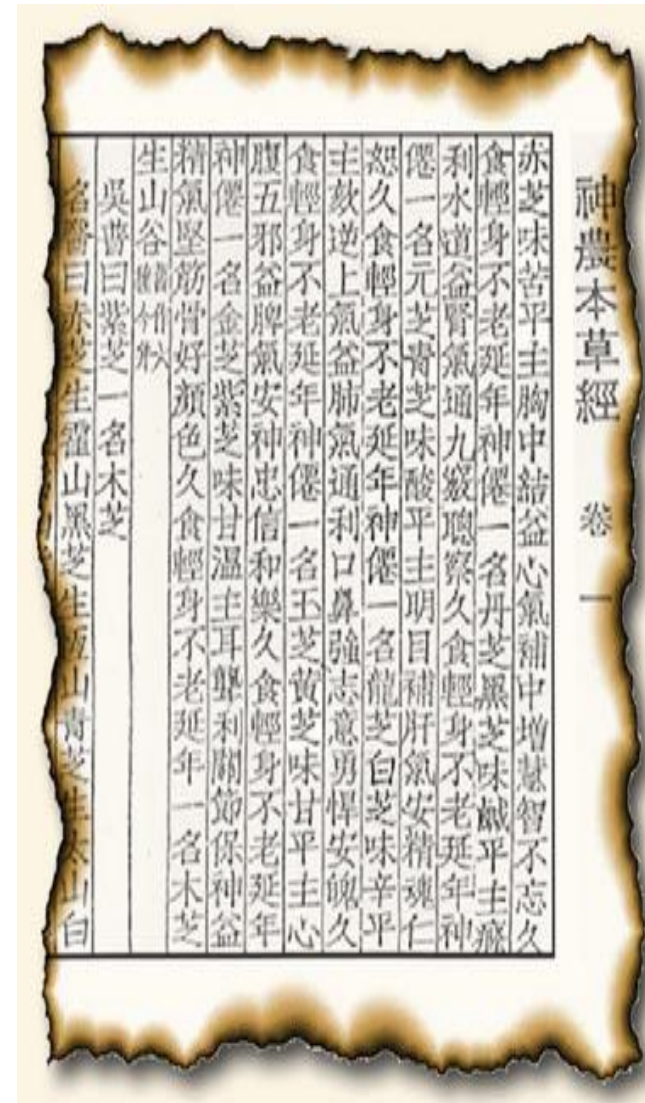 神農本草經 卷一
赤芝味苦平主胸中結益心氣補中增慧智不忘久
食輕身不老延年神僊一名丹芝黑芝味鹹平主癃
利水道益腎氣通九竅聰察久食輕身不老延年神
僊一名元芝青芝味酸平主明目補肝氣安精魂仁
恕久食輕身不老延年神僊一名龍芝白芝味辛平
主欬逆上氣益肺氣通利口鼻強志意勇悍安魄久
食輕身不老延年神僊一名玉芝黃芝味甘平主心
腹五邪益脾氣安神忠信和樂久食輕身不老延年
神僊一名金芝紫芝味甘溫主耳聾利關節保神益
精氣堅筋骨好顏色久食輕身不老延年一名木芝
生山谷
吳普曰紫芝一名木芝
名醫曰赤芝生霍山黑芝生恆山青芝生太山白